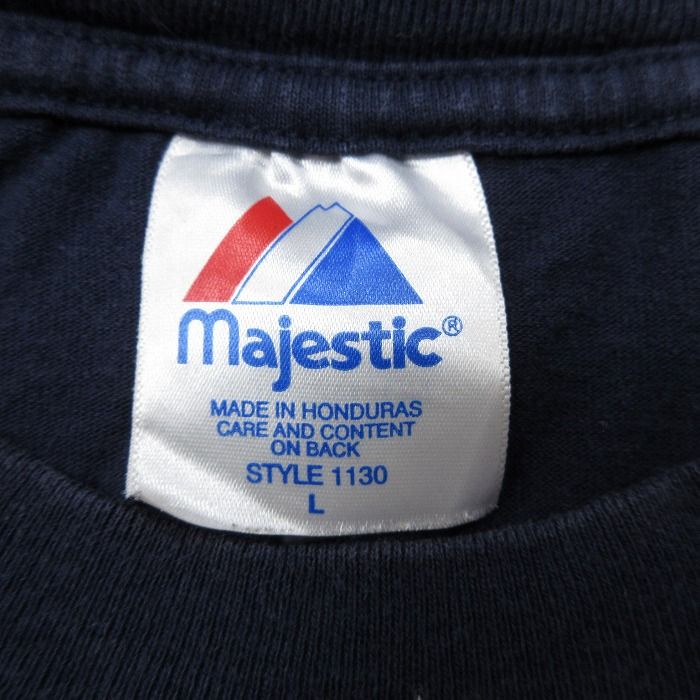 Majestic®
MADE IN HONDURAS
CARE AND CONTENT
ON BACK
STYLE 1130
L